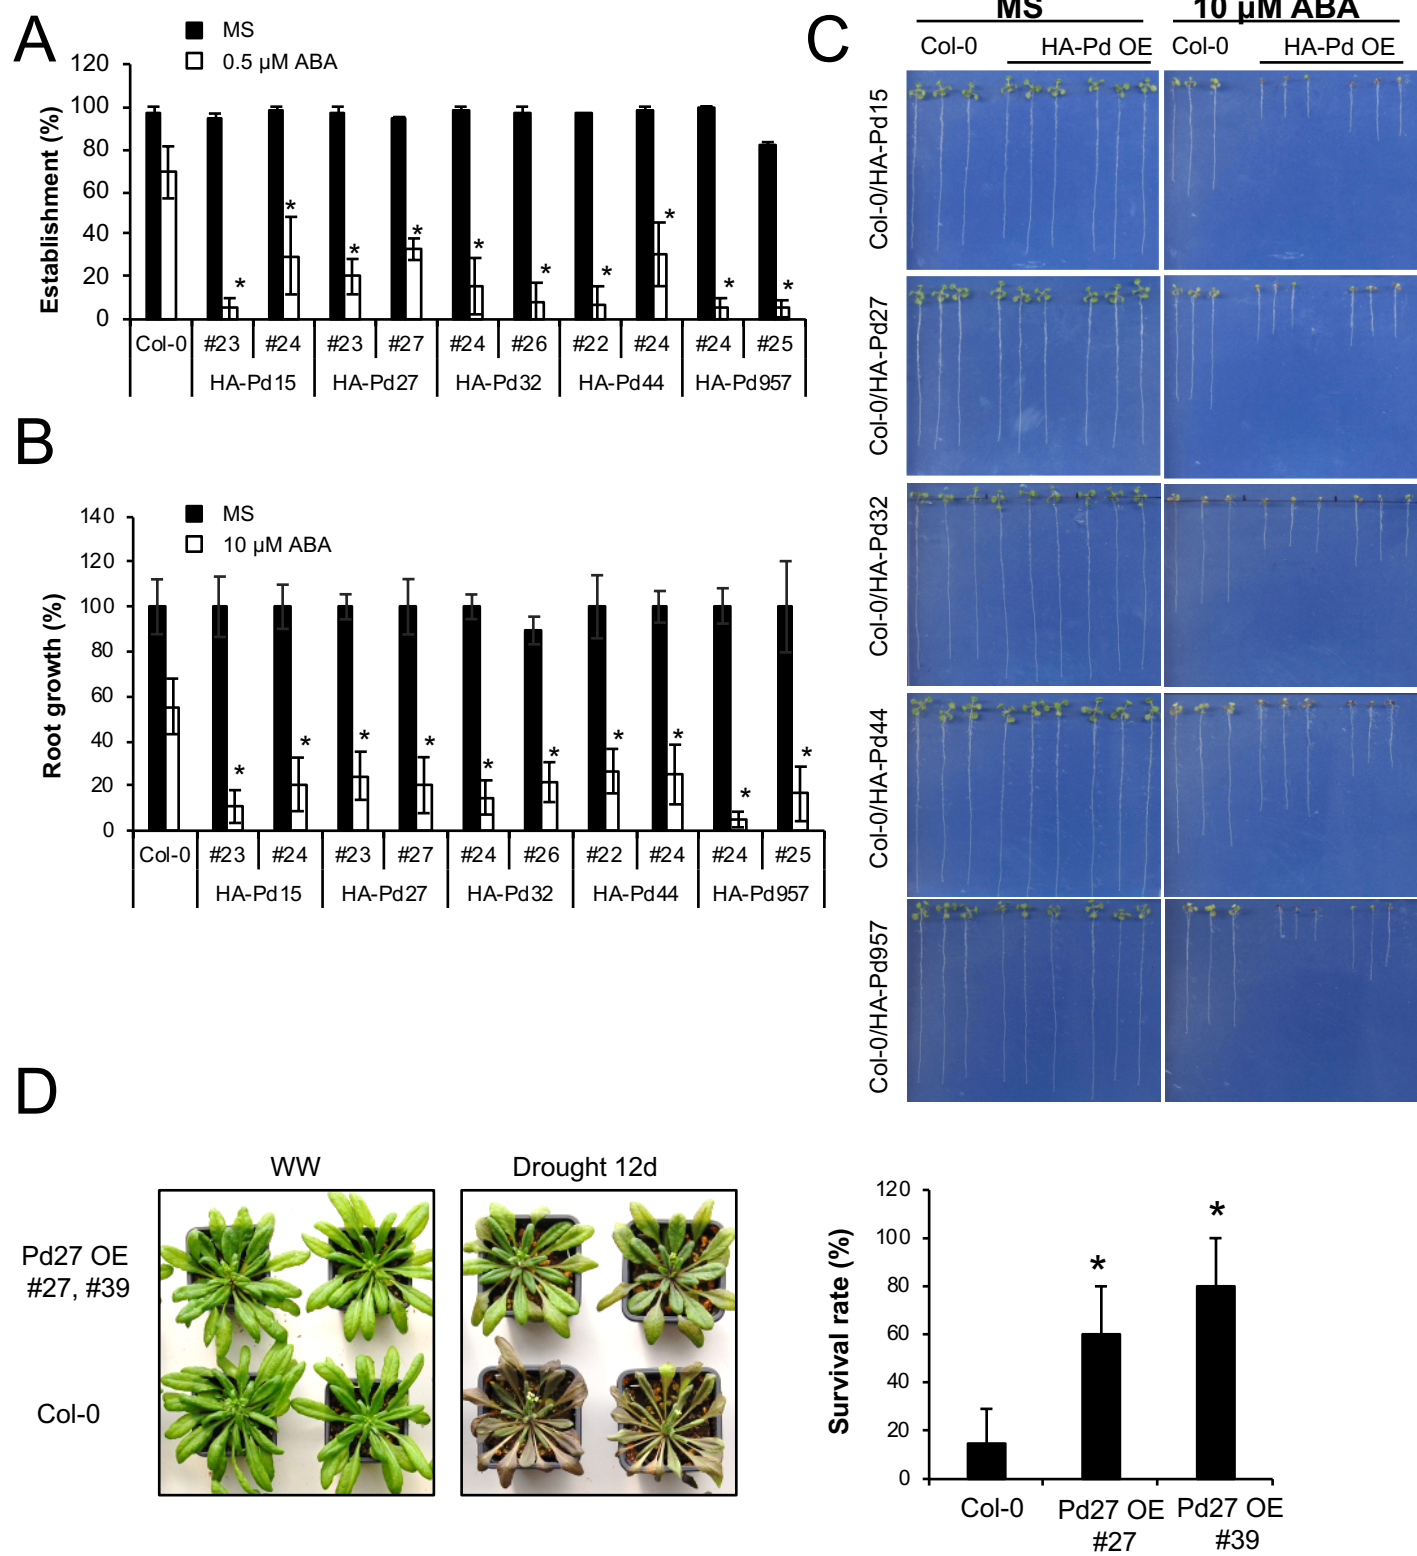 A
MS
0.5 µM ABA
Establishment (%)
120
100
80
60
40
20
0
* * * * * * * * * *
Col-0 #23 #24 #23 #27 #24 #26 #22 #24 #24 #25
HA-Pd15 HA-Pd27 HA-Pd32 HA-Pd44 HA-Pd957
B
MS
10 µM ABA
Root growth (%)
140
120
100
80
60
40
20
0
* * * * * * * * * *
Col-0 #23 #24 #23 #27 #24 #26 #22 #24 #24 #25
HA-Pd15 HA-Pd27 HA-Pd32 HA-Pd44 HA-Pd957
C
MS 10 µM ABA
Col-0 HA-Pd OE Col-0 HA-Pd OE
Col-0/HA-Pd15
Col-0/HA-Pd27
Col-0/HA-Pd32
Col-0/HA-Pd44
Col-0/HA-Pd957
D
WW Drought 12d
Pd27 OE
#27, #39
Col-0
Survival rate (%)
120
100
80
60
40
20
0
* *
Col-0 Pd27 OE Pd27 OE
#27 #39